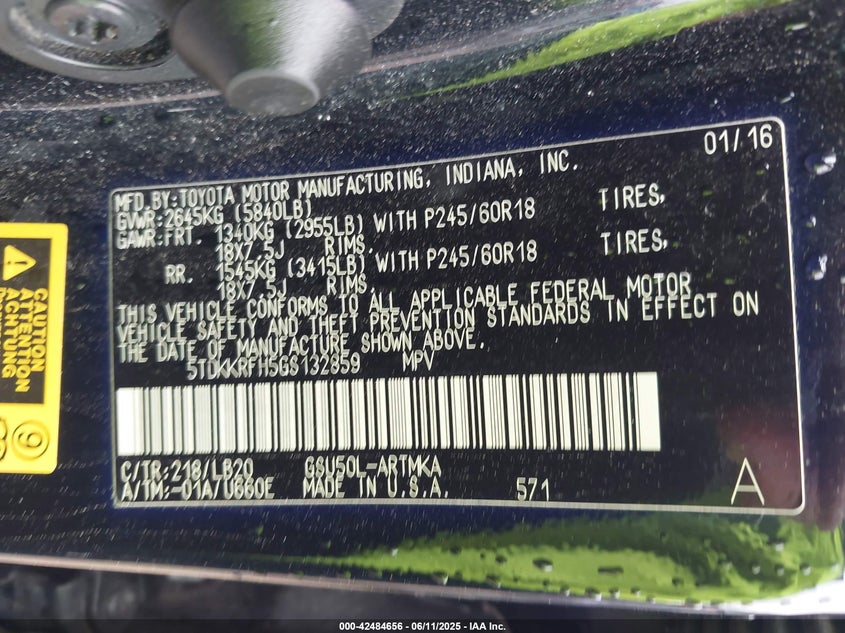 01/16
MFD.BY:TOYOTA MOTOR MANUFACTURING, INDIANA, INC.
GVWR:2645KG (5840LB)
GAWR:FRT. 1340KG (2955LB) WITH P245/60R18 TIRES,
18X7.5J RIMS,
RR. 1545KG (3415LB) WITH P245/60R18 TIRES,
18X7.5J RIMS.
THIS VEHICLE CONFORMS TO ALL APPLICABLE FEDERAL MOTOR
VEHICLE SAFETY AND THEFT PREVENTION STANDARDS IN EFFECT ON
THE DATE OF MANUFACTURE SHOWN ABOVE.
5TDKKRFH5GS132859 MPV
C/TR:218/LB20 GSU50L-ARTMKA
A/TM:-01A/U660E MADE IN U.S.A. 571 A
CAUTION
ATTENTION
ACHTUNG
000-42484656 - 06/11/2025 - IAA Inc.